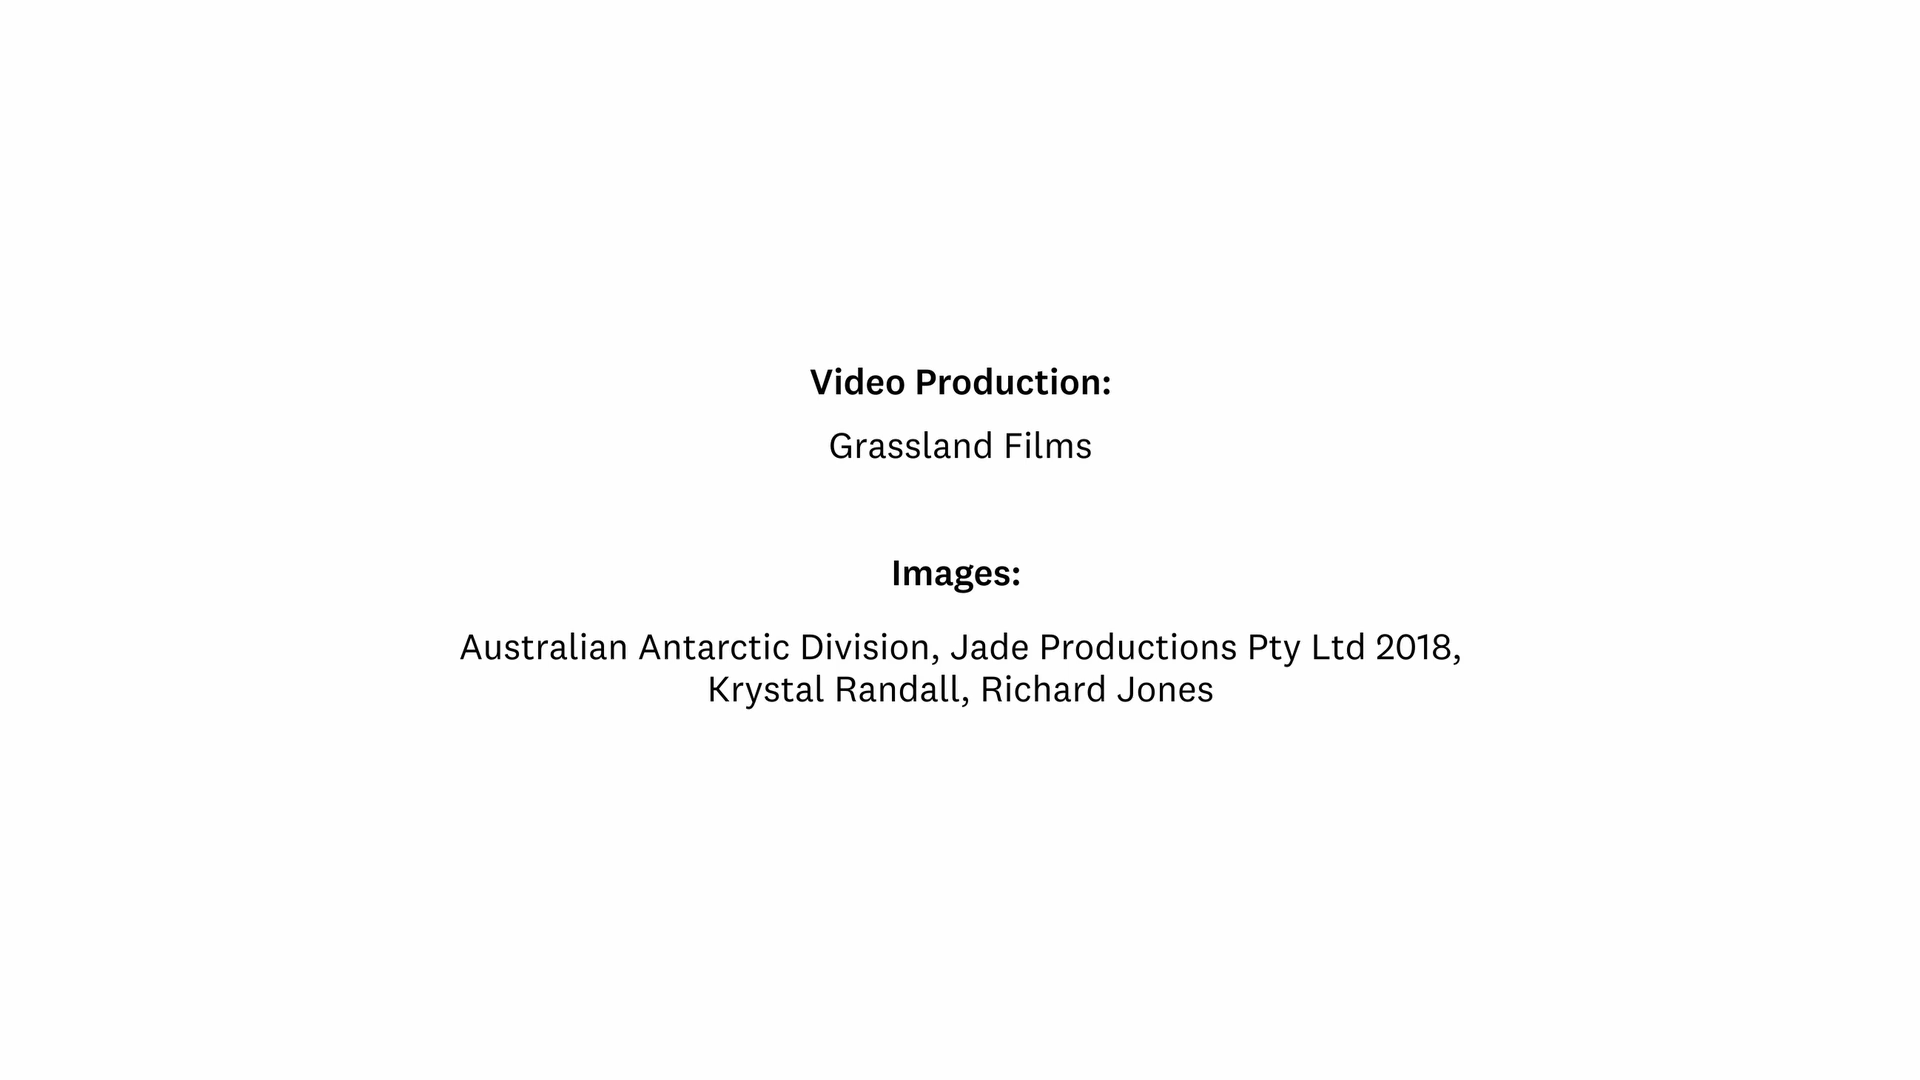 Video Production:
Grassland Films
Images:
Australian Antarctic Division, Jade Productions Pty Ltd 2018,
Krystal Randall, Richard Jones